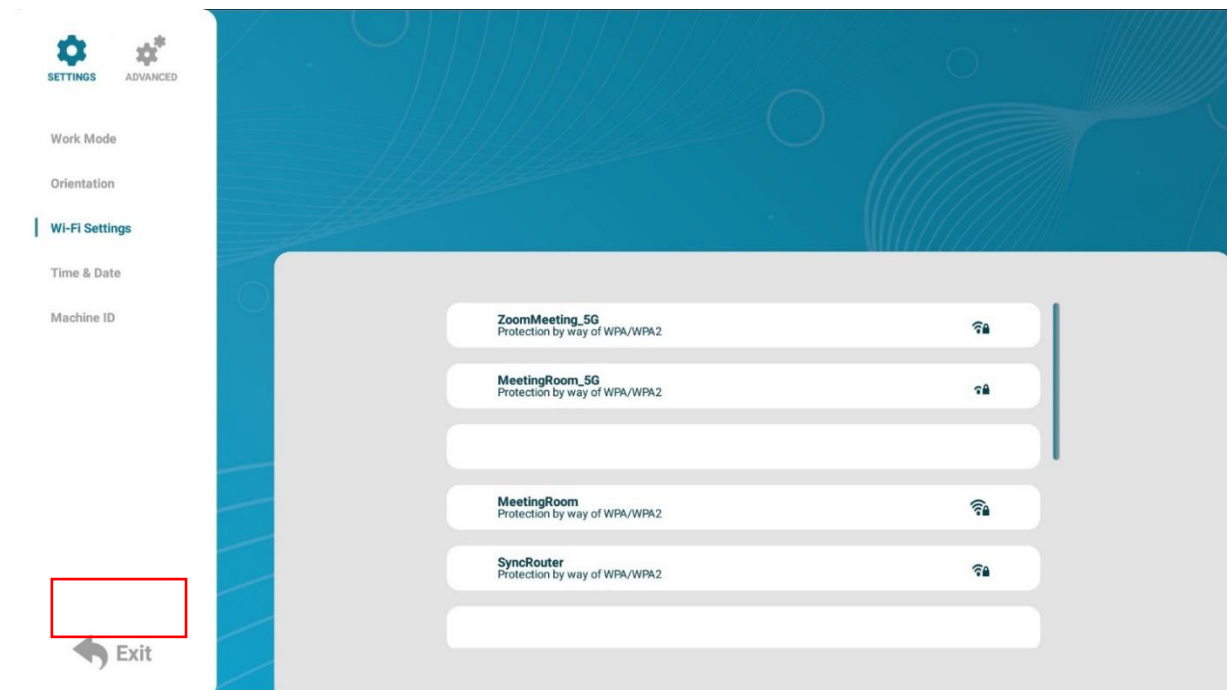 SETTINGS
ADVANCED
Work Mode
Orientation
Wi-Fi Settings
Time & Date
Machine ID
Exit
ZoomMeeting_5G
Protection by way of WPA/WPA2
MeetingRoom_5G
Protection by way of WPA/WPA2
MeetingRoom
Protection by way of WPA/WPA2
SyncRouter
Protection by way of WPA/WPA2